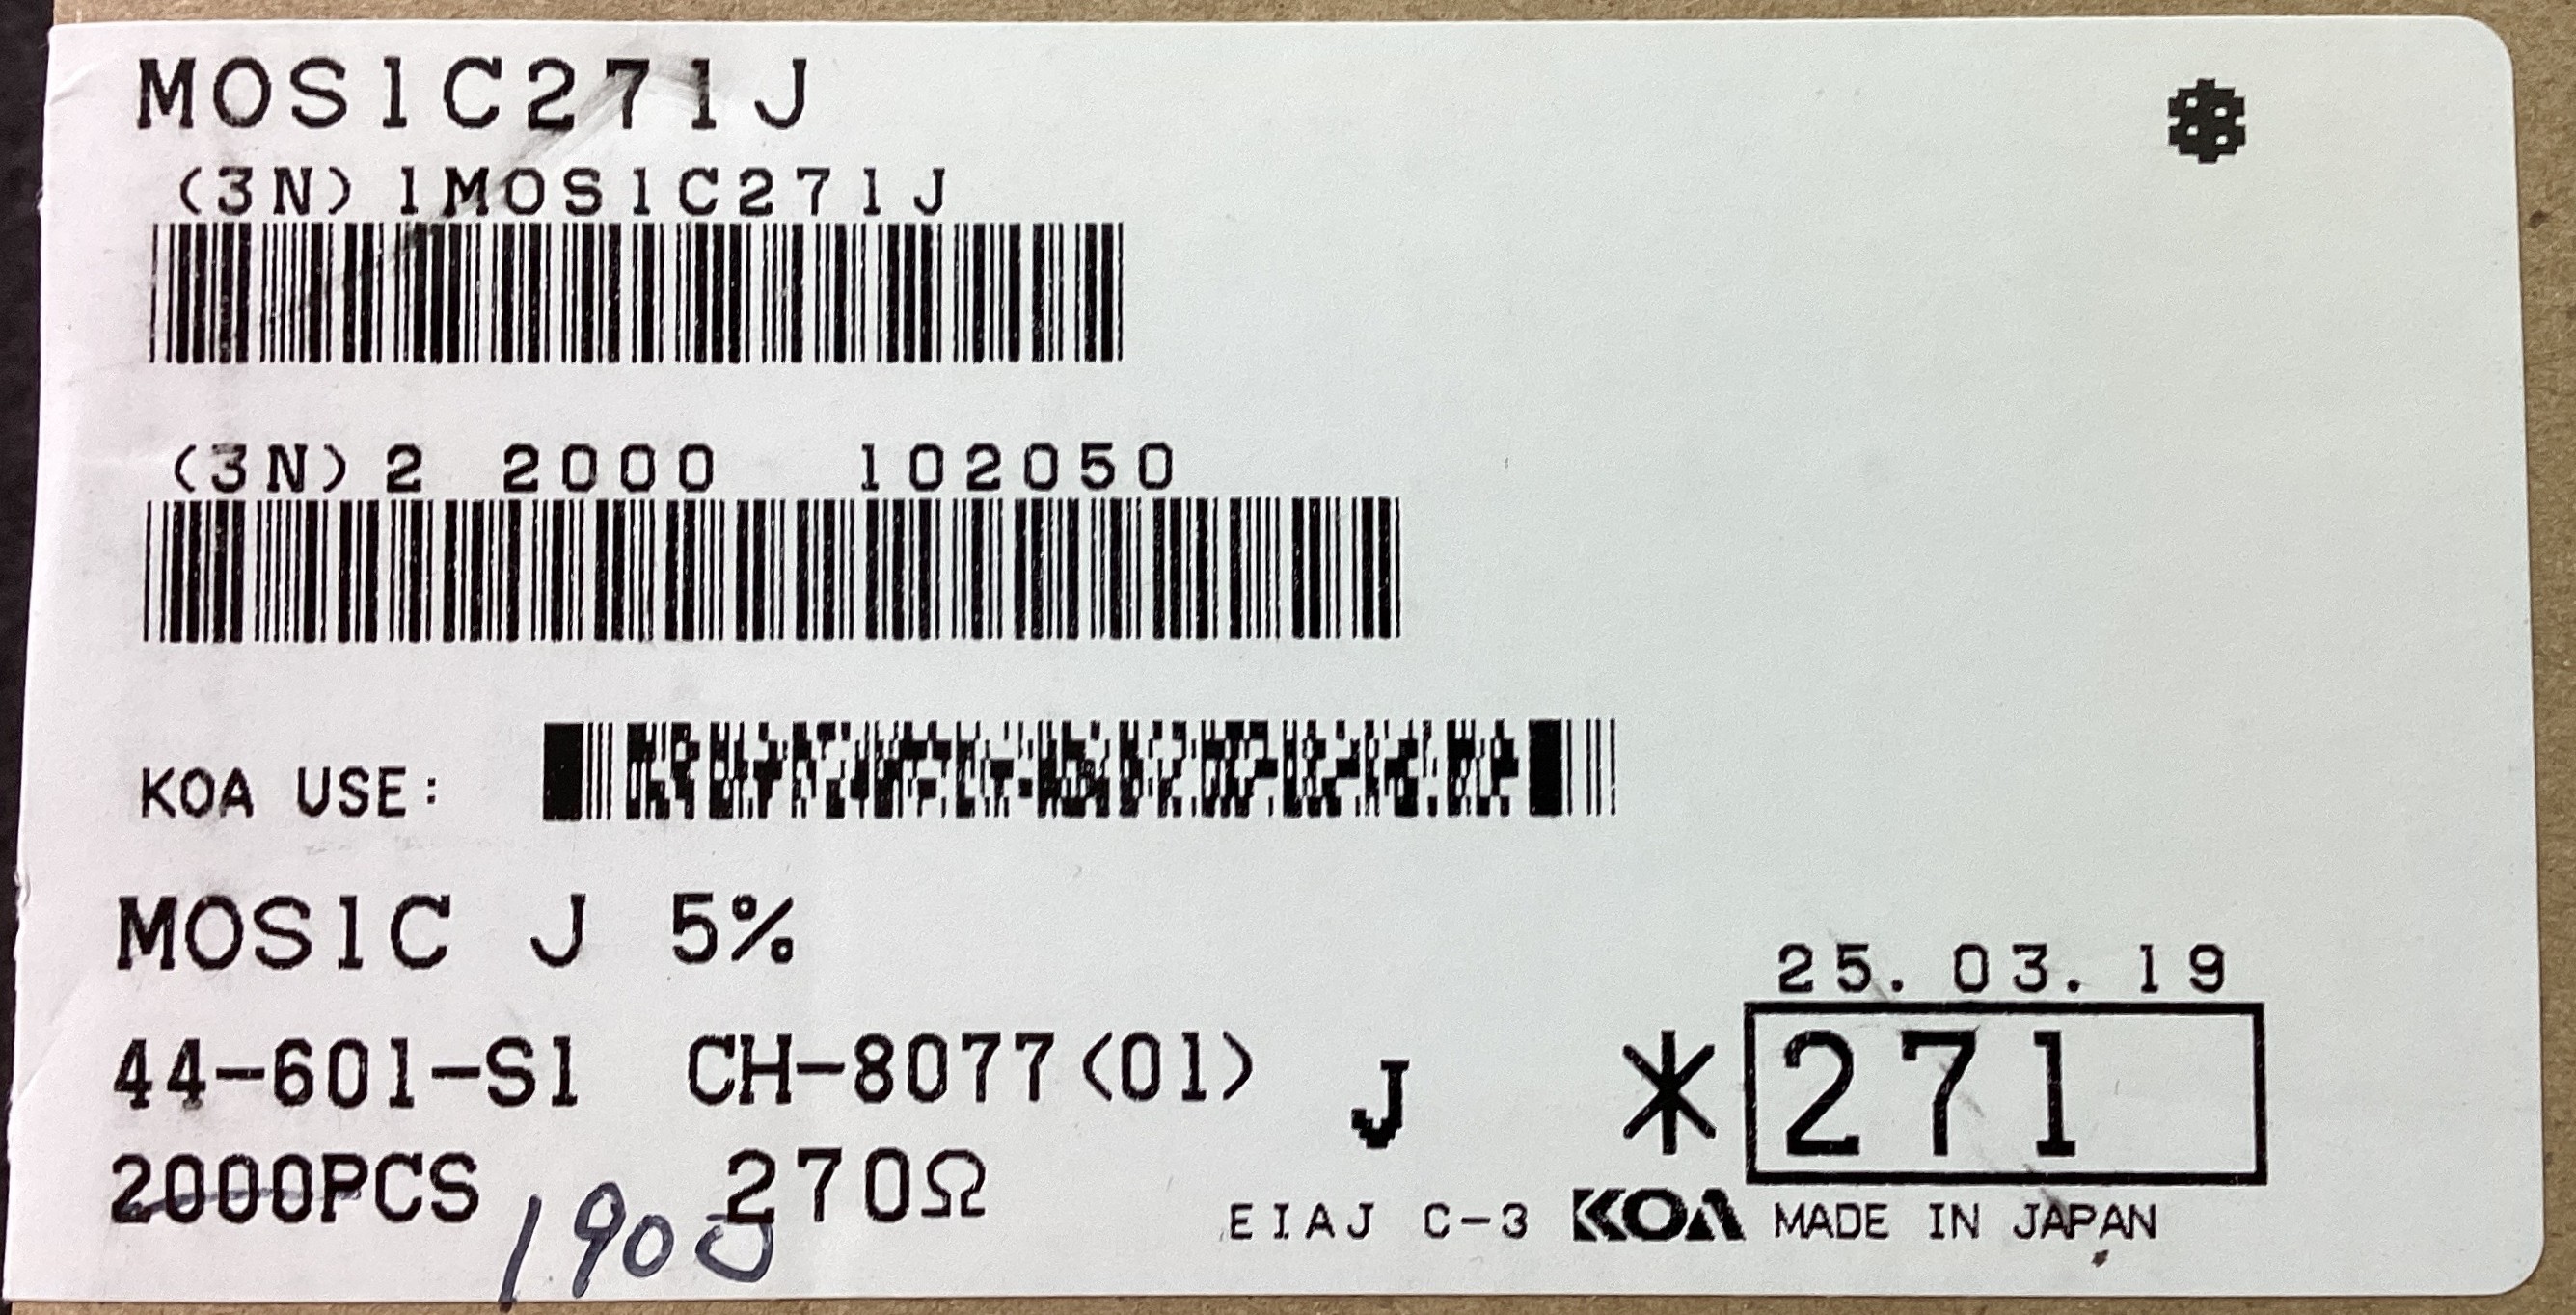 MOS1C271J
(3N)1MOS1C271J
(3N)2 2000 102050
KOA USE:
MOS1C J 5%
25.03.19
44-601-S1 CH-8077(01) J *271
2000PCS 270Ω
1900
EIAJ C-3 KOA MADE IN JAPAN